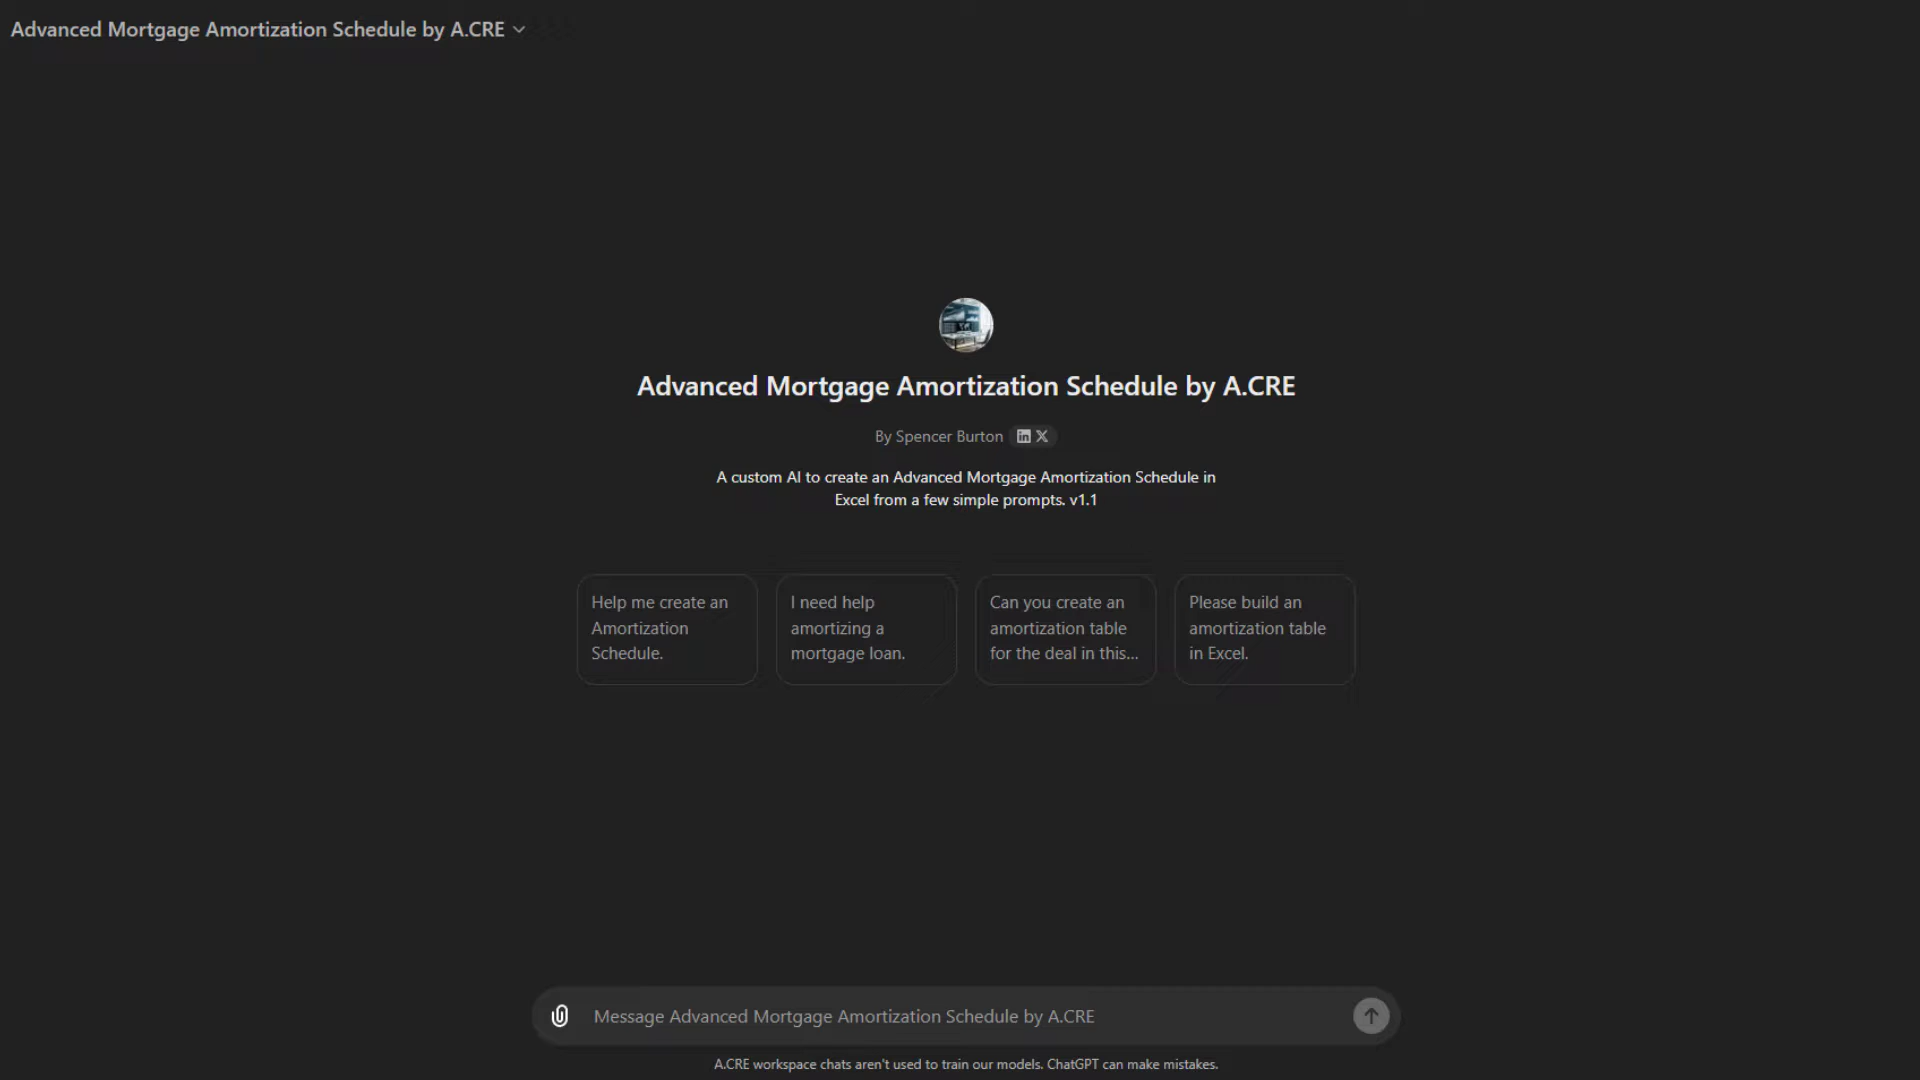 Advanced Mortgage Amortization Schedule by A.CRE
Advanced Mortgage Amortization Schedule by A.CRE
By Spencer Burton
A custom AI to create an Advanced Mortgage Amortization Schedule in
Excel from a few simple prompts. v1.1
Help me create an
Amortization
Schedule.
I need help
amortizing a
mortgage loan.
Can you create an
amortization table
for the deal in this...
Please build an
amortization table
in Excel.
Message Advanced Mortgage Amortization Schedule by A.CRE
A.CRE workspace chats aren't used to train our models. ChatGPT can make mistakes.